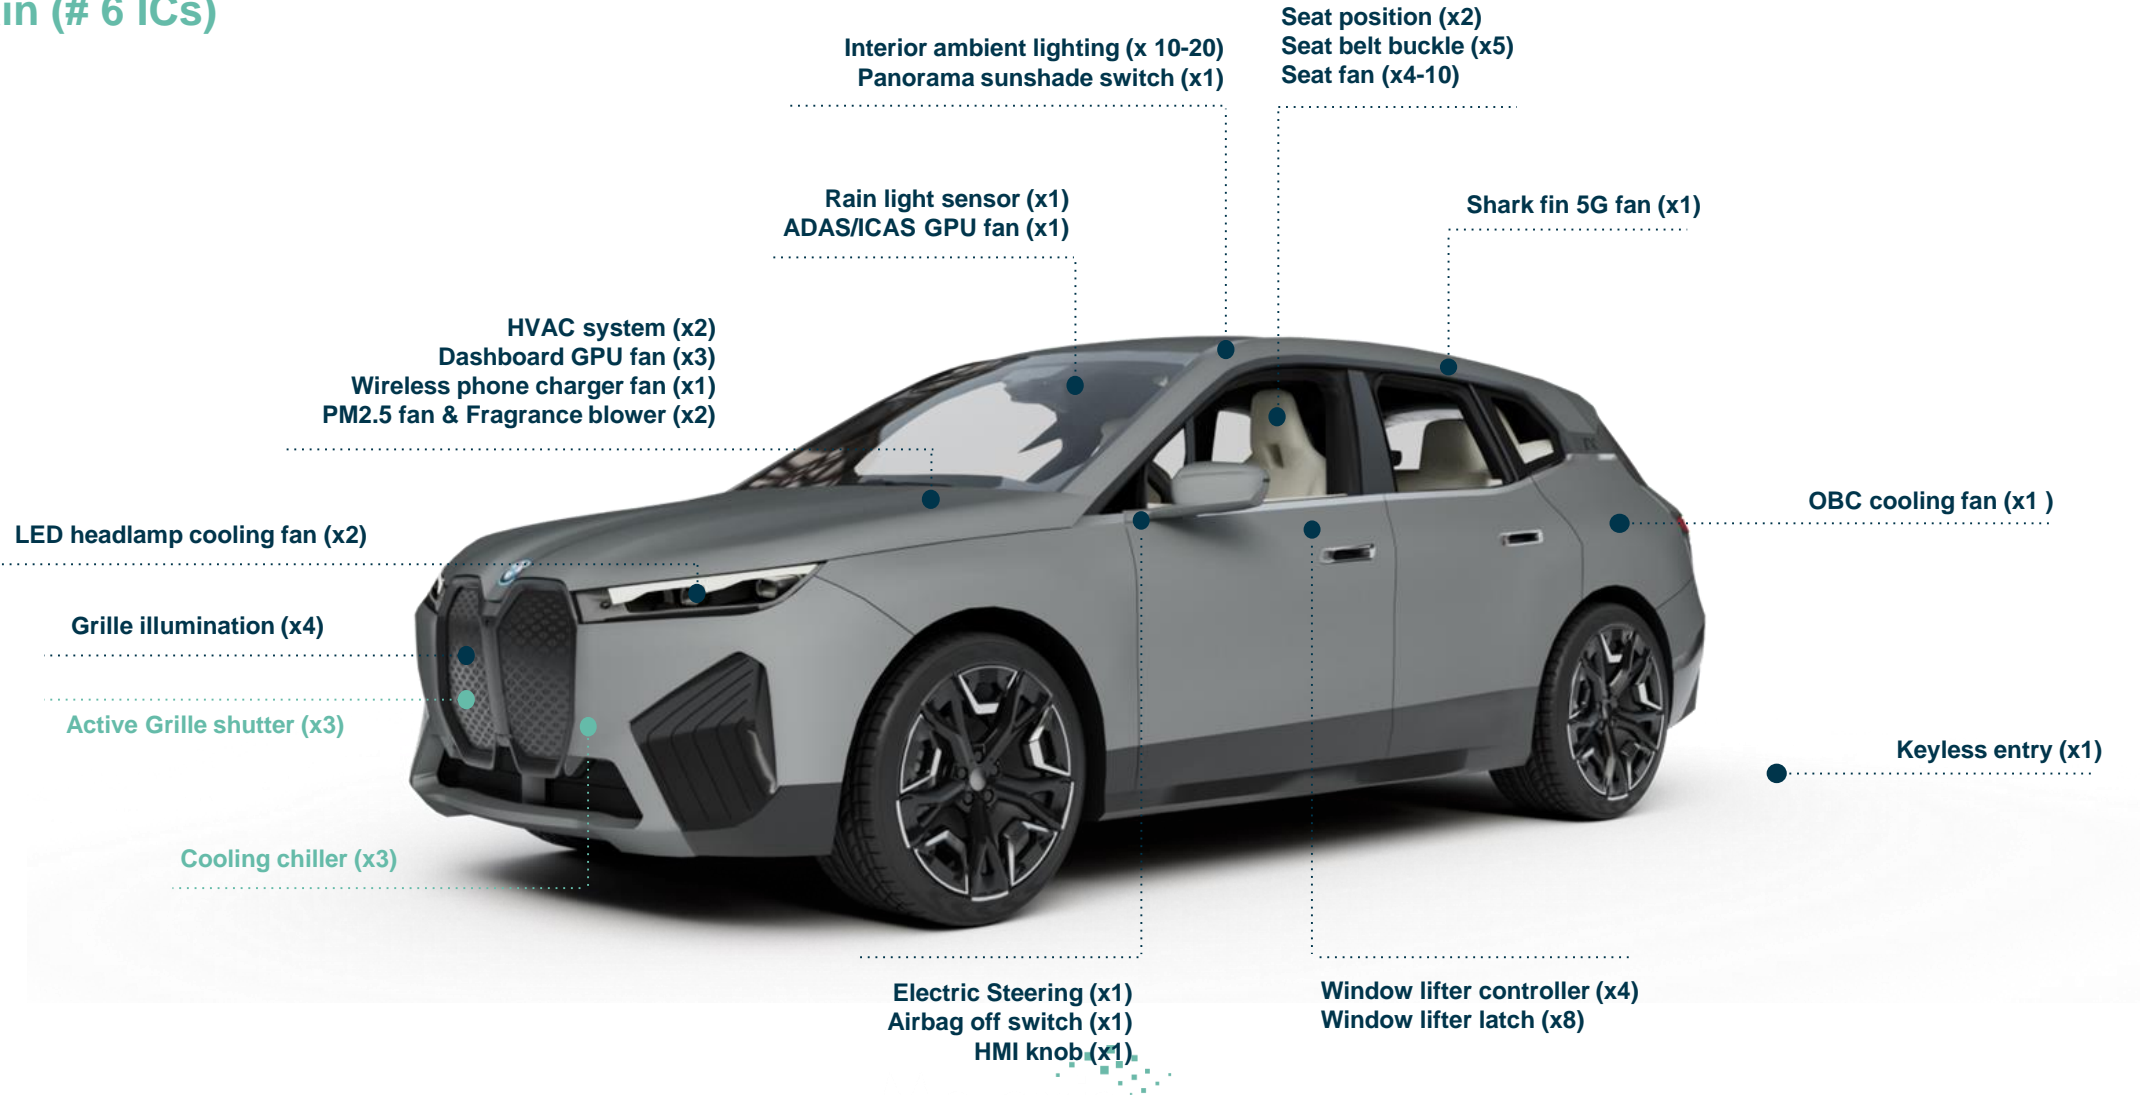 in (# 6 ICs)
Seat position (x2)
Seat belt buckle (x5)
Seat fan (x4-10)
Interior ambient lighting (x 10-20)
Panorama sunshade switch (x1)
Rain light sensor (x1)
ADAS/ICAS GPU fan (x1)
Shark fin 5G fan (x1)
HVAC system (x2)
Dashboard GPU fan (x3)
Wireless phone charger fan (x1)
PM2.5 fan & Fragrance blower (x2)
OBC cooling fan (x1 )
LED headlamp cooling fan (x2)
Grille illumination (x4)
Active Grille shutter (x3)
Keyless entry (x1)
Cooling chiller (x3)
Electric Steering (x1)
Airbag off switch (x1)
HMI knob (x1)
Window lifter controller (x4)
Window lifter latch (x8)